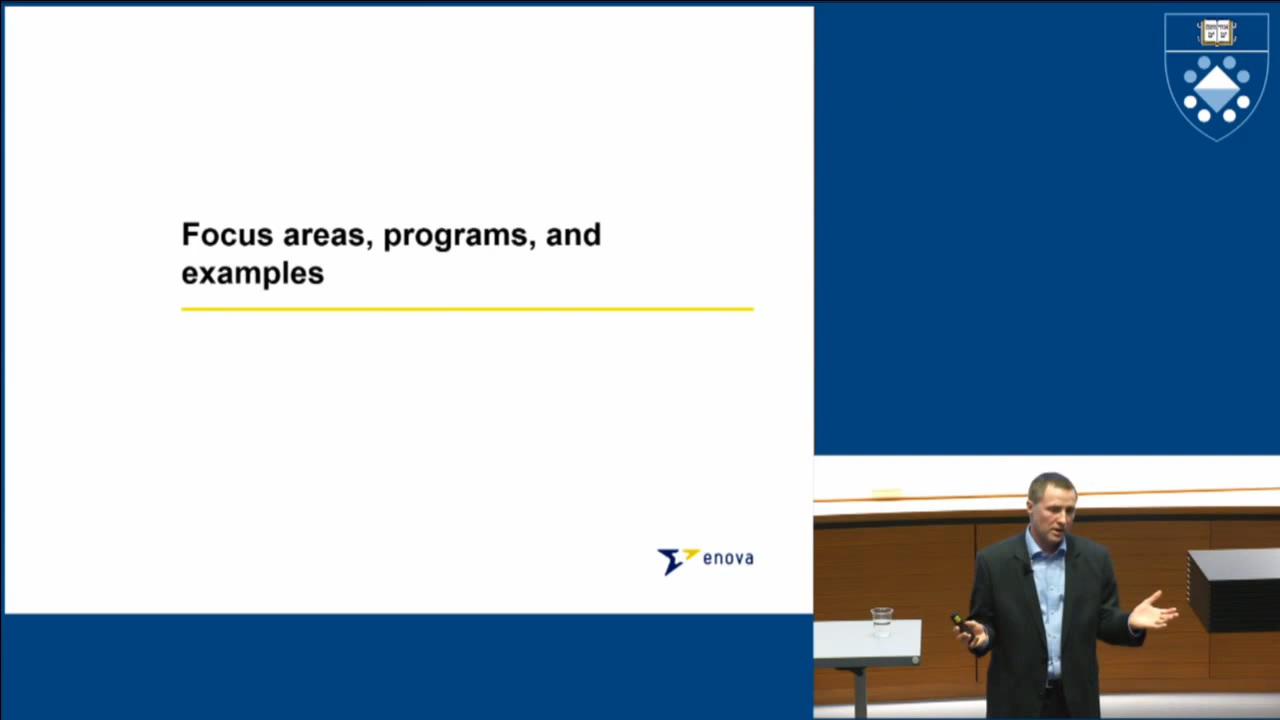 Focus areas, programs, and
examples
enova